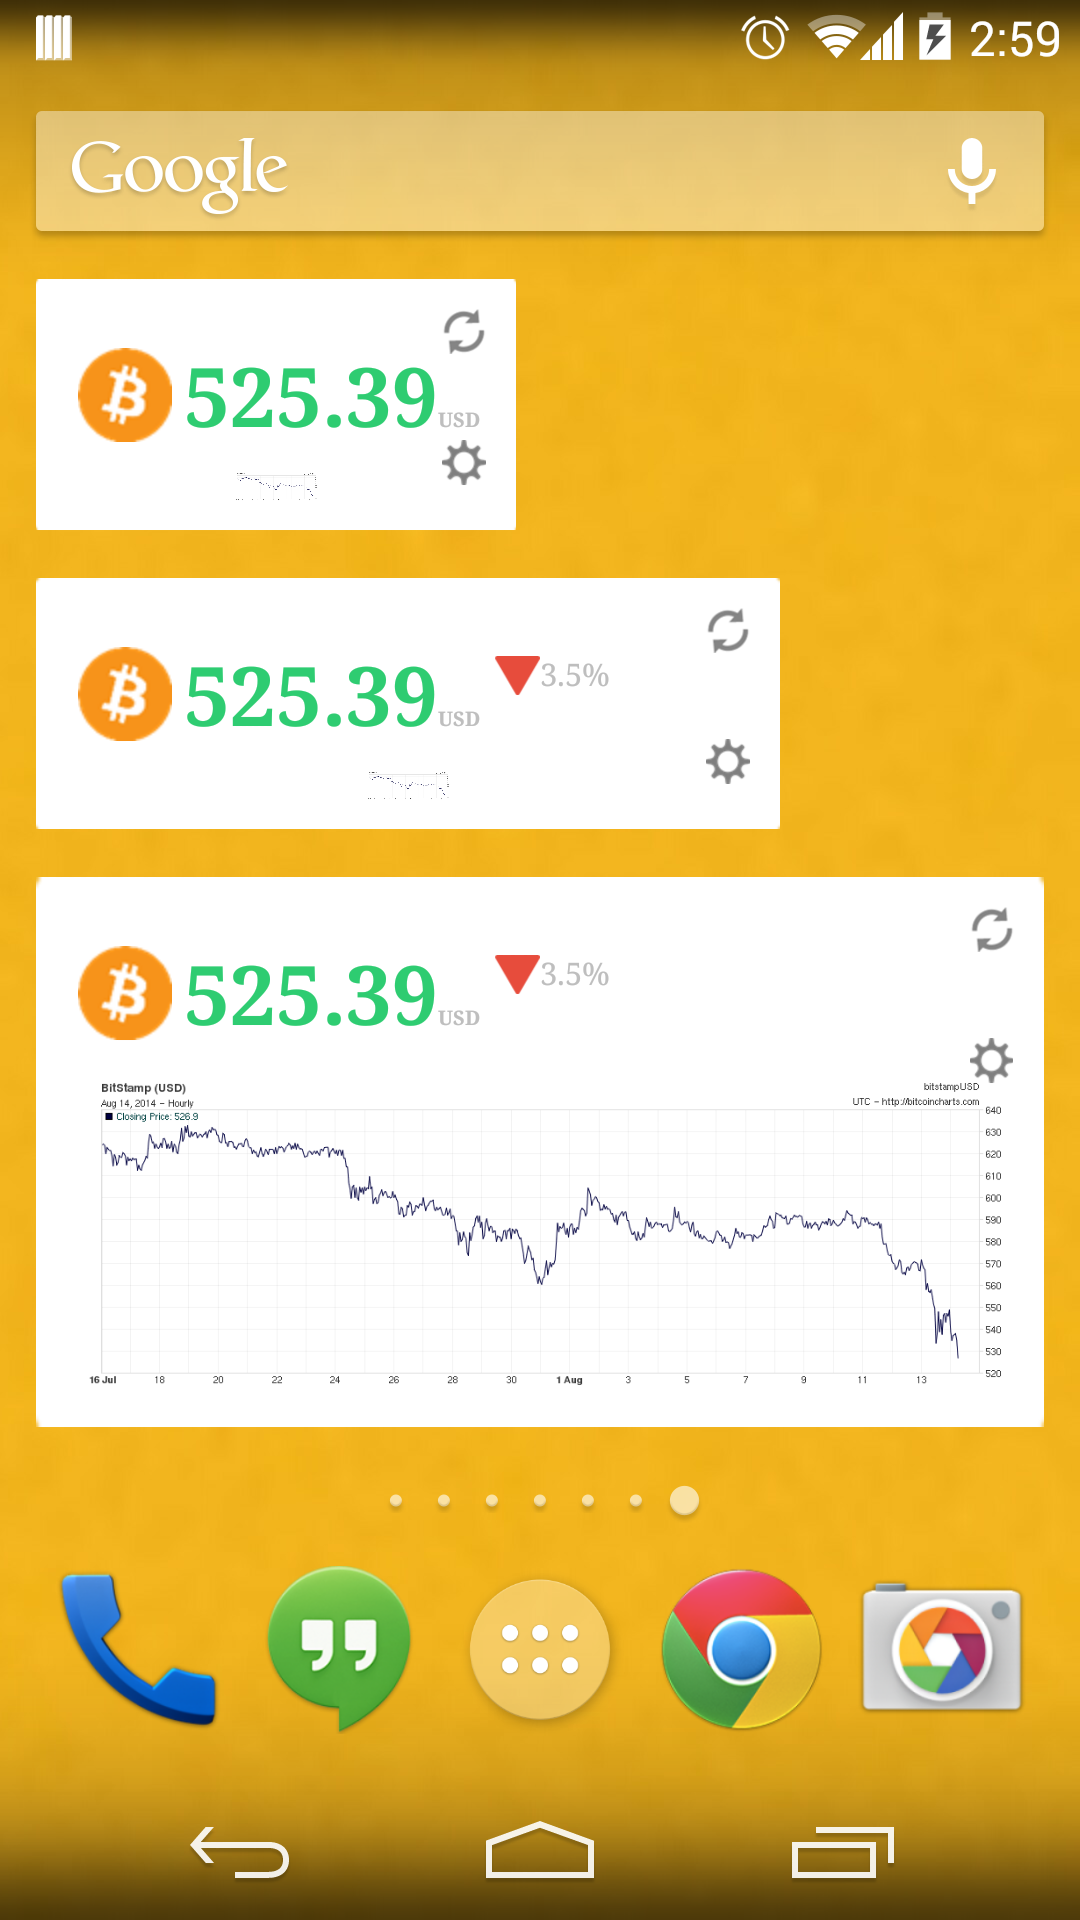 2:59
Google
525.39 USD
525.39 USD 3.5%
525.39 USD 3.5%
BitStamp (USD)
bitstampUSD
Aug 14, 2014 - Hourly
UTC - http://bitcoincharts.com
Closing Price: 526.9
640
630
620
610
600
590
580
570
560
550
540
530
520
16 Jul 18 20 22 24 26 28 30 1 Aug 3 5 7 9 11 13